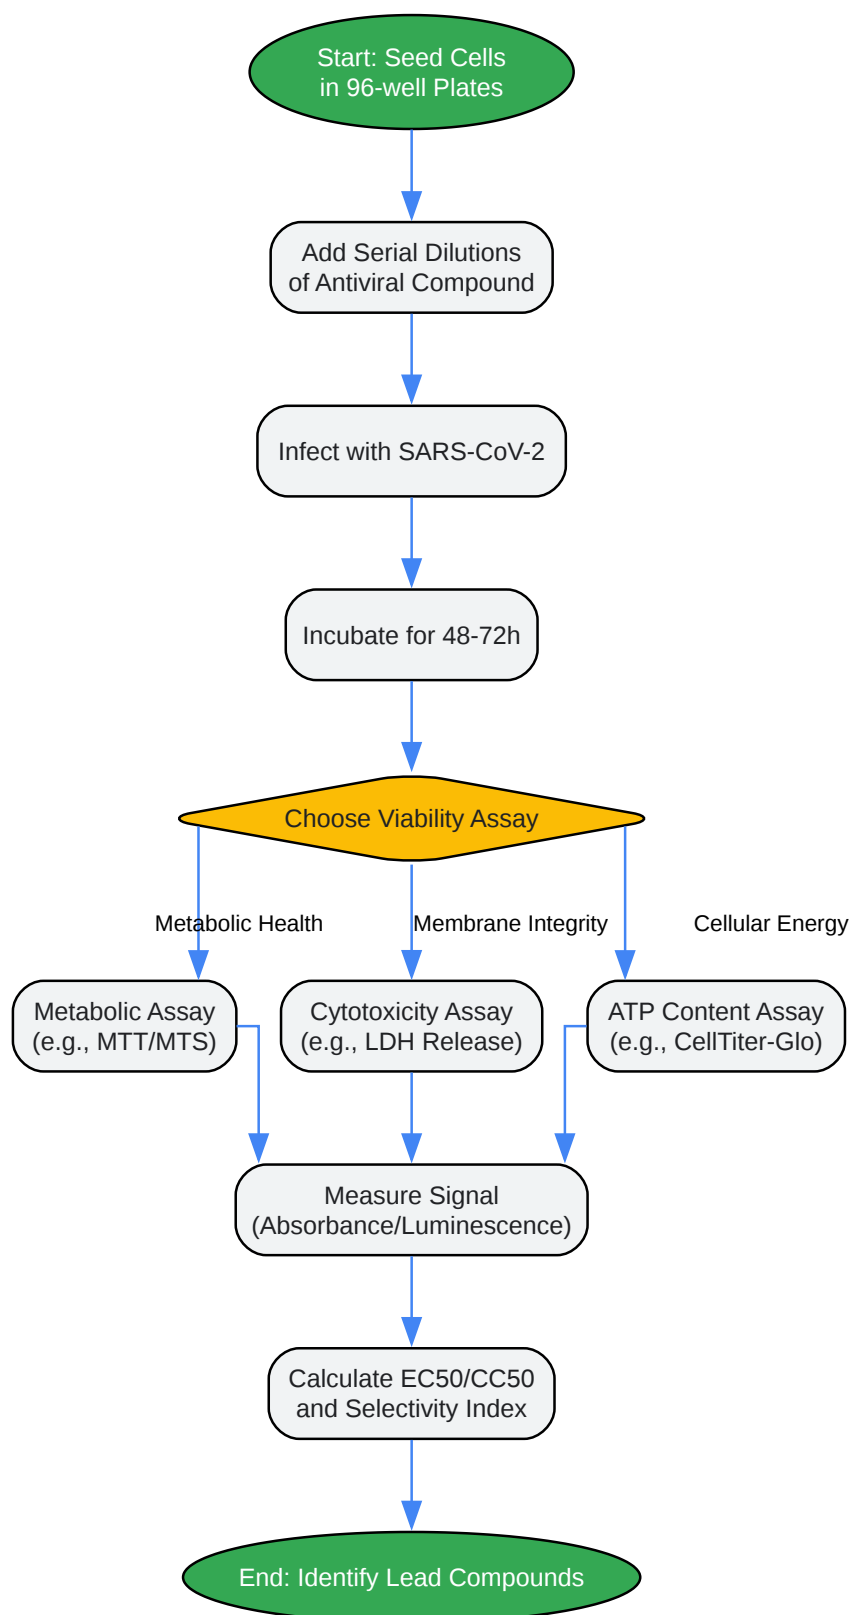 Start: Seed Cells
in 96-well Plates
Add Serial Dilutions
of Antiviral Compound
Infect with SARS-CoV-2
Incubate for 48-72h
Choose Viability Assay
Metabolic Health
Membrane Integrity
Cellular Energy
Metabolic Assay
(e.g., MTT/MTS)
Cytotoxicity Assay
(e.g., LDH Release)
ATP Content Assay
(e.g., CellTiter-Glo)
Measure Signal
(Absorbance/Luminescence)
Calculate EC50/CC50
and Selectivity Index
End: Identify Lead Compounds